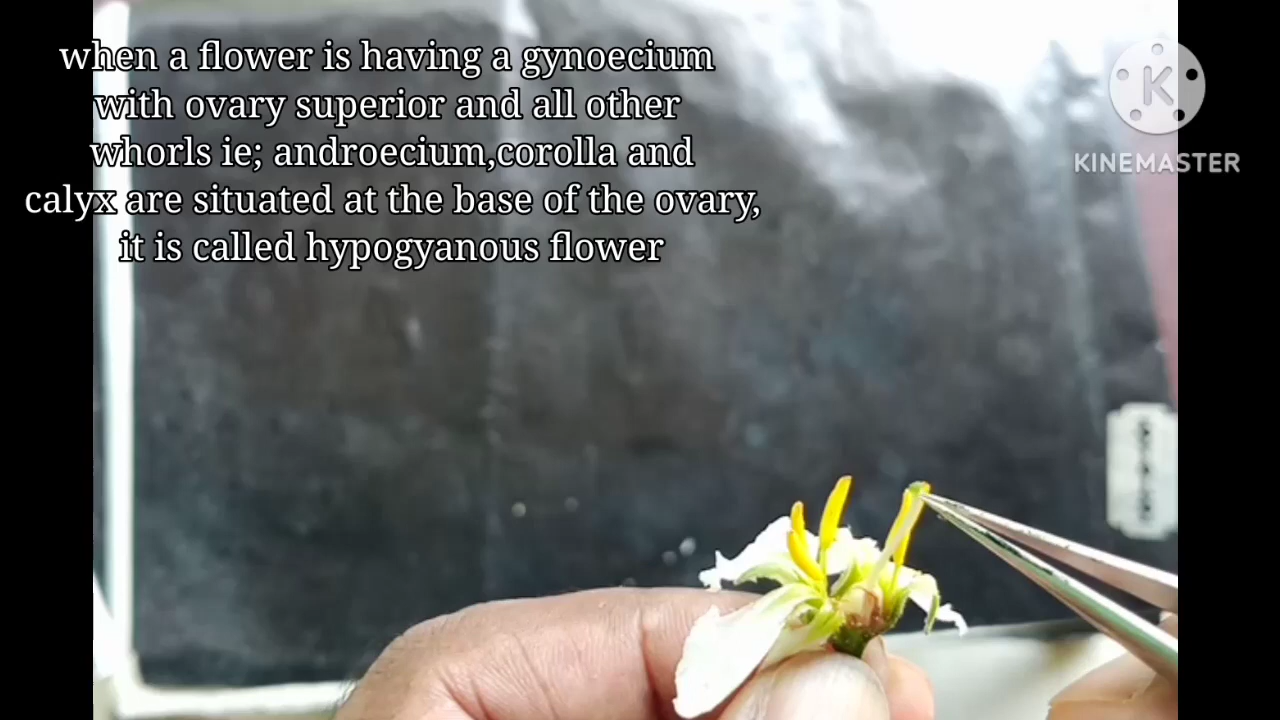 when a flower is having a gynoecium
with ovary superior and all other
whorls ie; androecium,corolla and
calyx are situated at the base of the ovary,
it is called hypogyanous flower
K
KINEMASTER